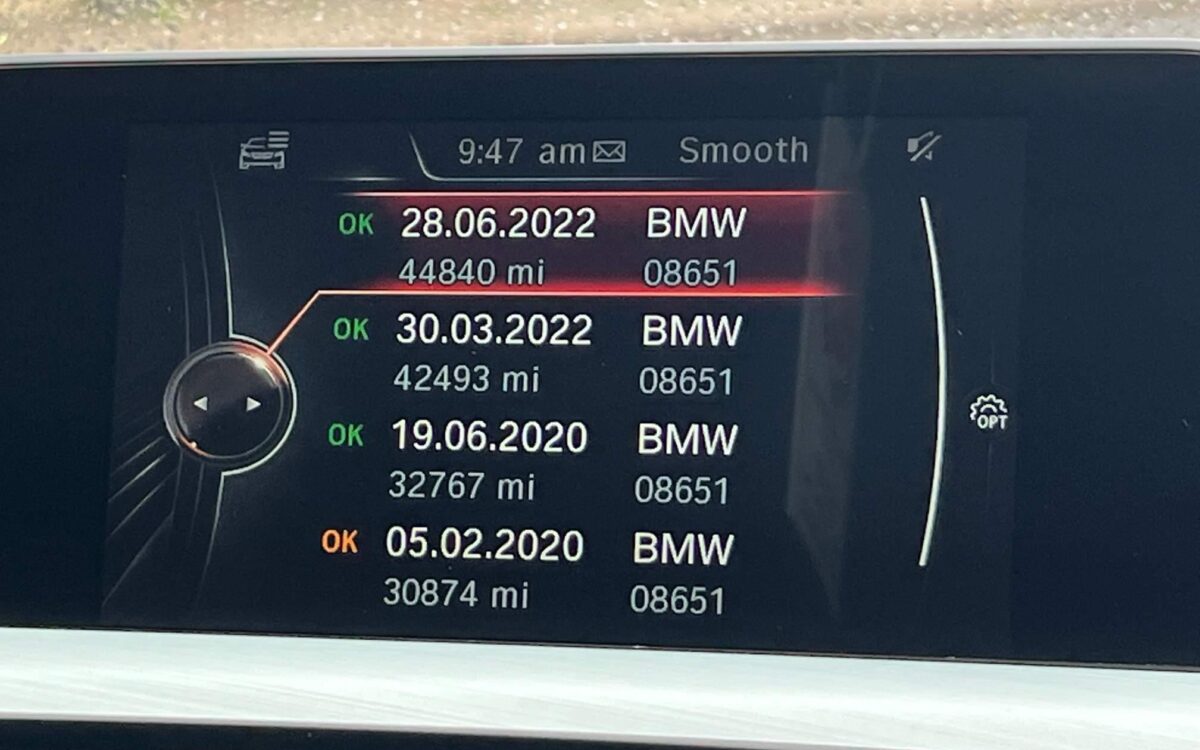 9:47 am Smooth
OK 28.06.2022 BMW
44840 mi 08651
OK 30.03.2022 BMW
42493 mi 08651
OK 19.06.2020 BMW
32767 mi 08651
OK 05.02.2020 BMW
30874 mi 08651
OPT